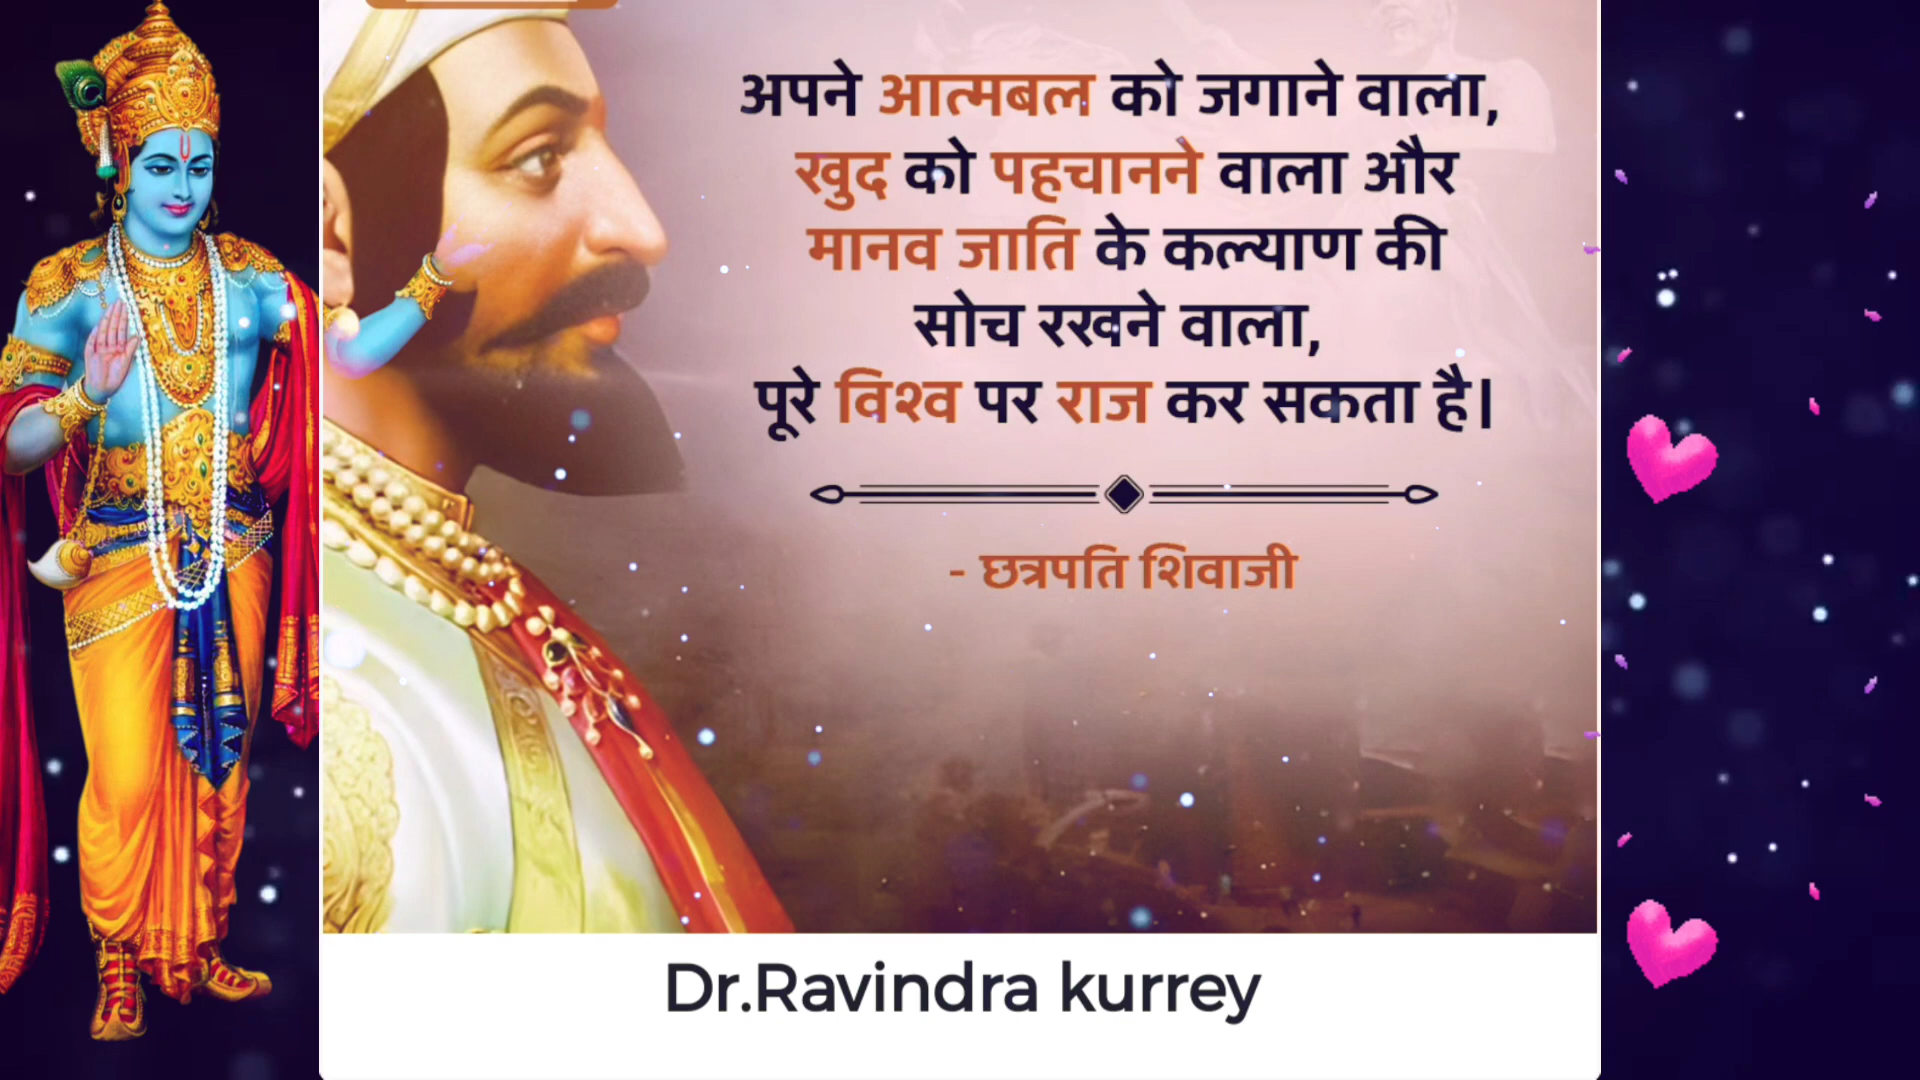 अपने आत्मबल को जगाने वाला,
खुद को पहचानने वाला और
मानव जाति के कल्याण की
सोच रखने वाला,
पूरे विश्व पर राज कर सकता है।
- छत्रपति शिवाजी
Dr.Ravindra kurrey